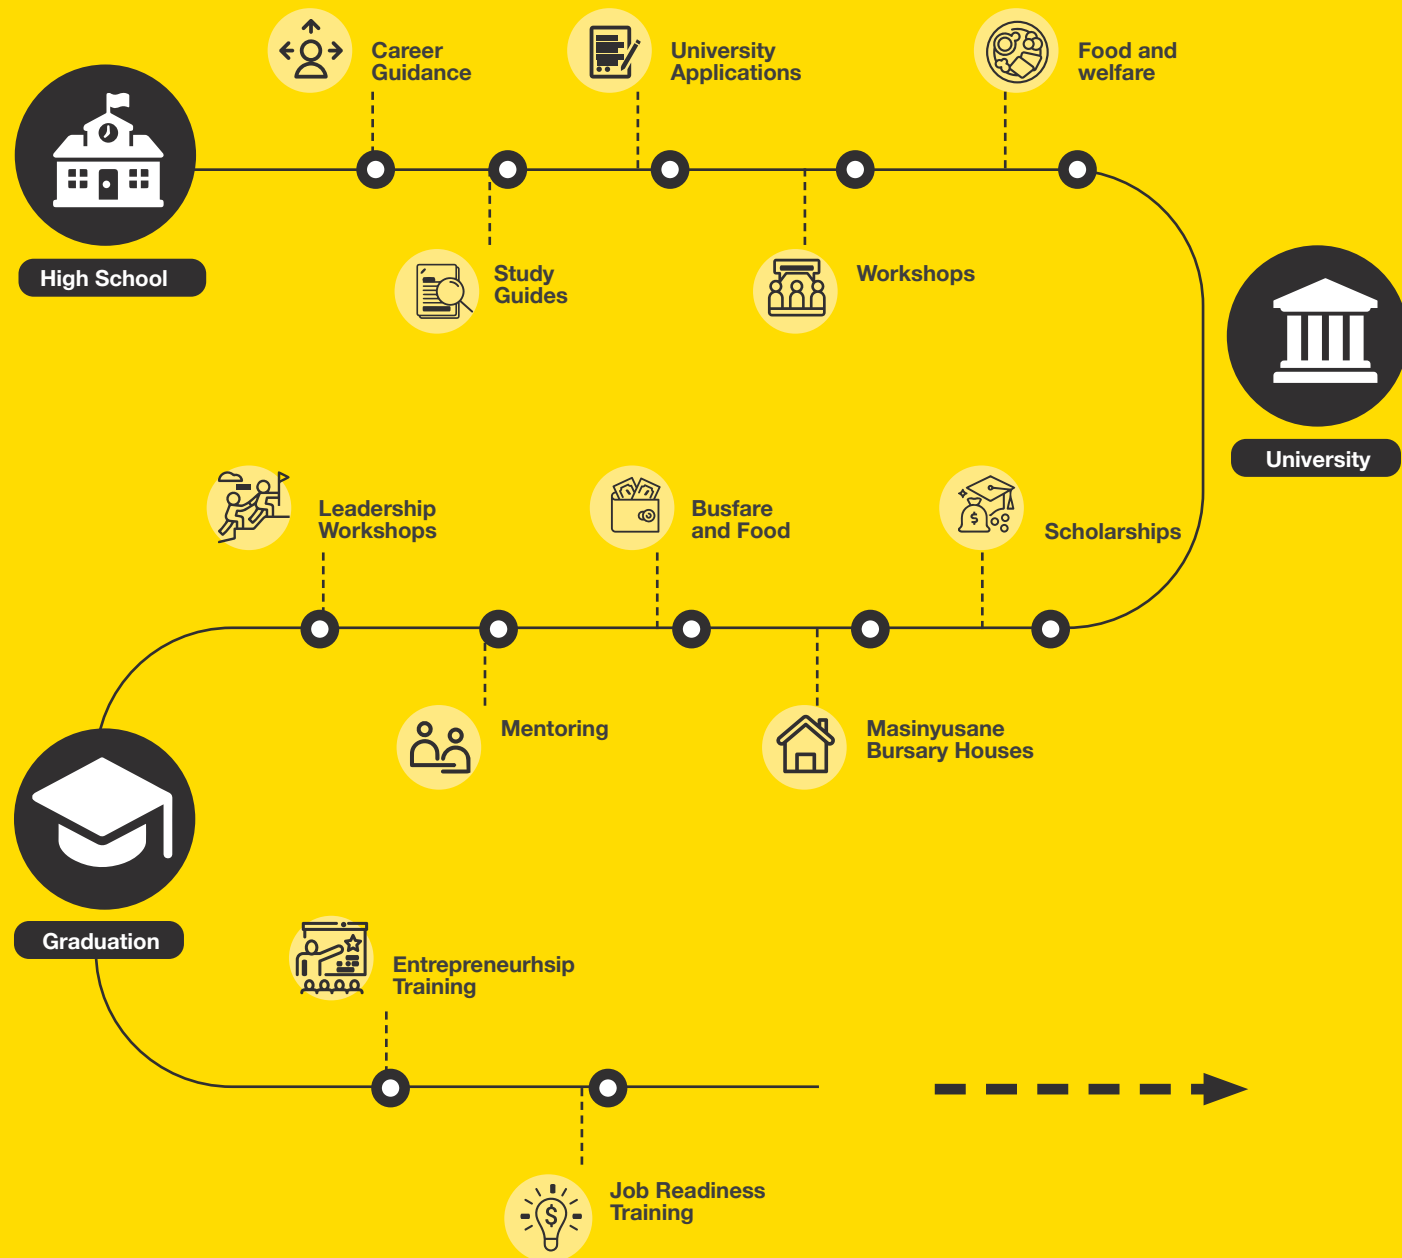 Career
Guidance
University
Applications
Food and
welfare
High School
Study
Guides
Workshops
University
Scholarships
Busfare
and Food
Leadership
Workshops
Masinyusane
Bursary Houses
Mentoring
Graduation
Entrepreneurhsip
Training
Job Readiness
Training